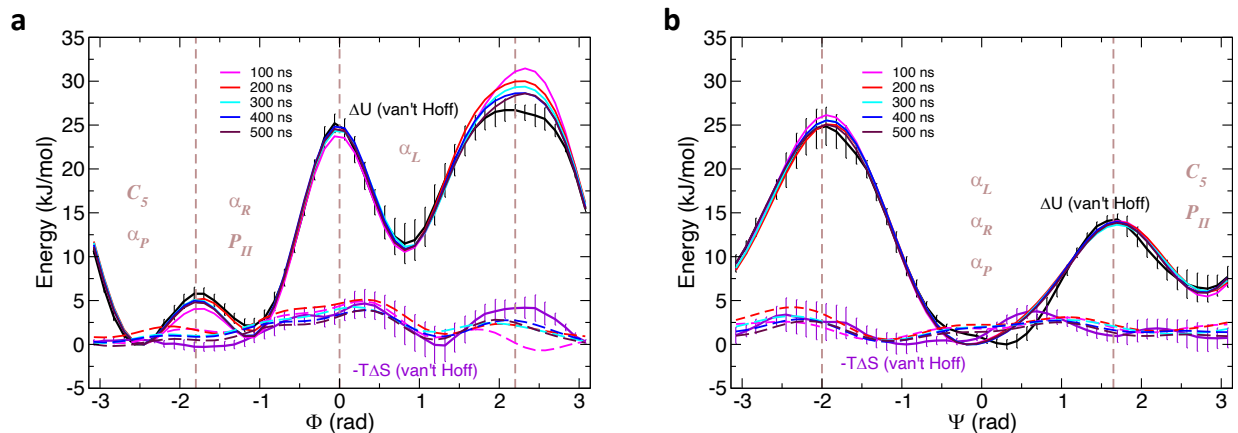 a
35
30
25
20
15
10
5
0
-5
Energy (kJ/mol)
100 ns
200 ns
300 ns
400 ns
500 ns
ΔU (van't Hoff)
C5
αP
αR
PII
αL
-TΔS (van't Hoff)
-3 -2 -1 0 1 2 3
Φ (rad)
b
35
30
25
20
15
10
5
0
-5
Energy (kJ/mol)
100 ns
200 ns
300 ns
400 ns
500 ns
αL
αR
αP
C5
PII
ΔU (van't Hoff)
-TΔS (van't Hoff)
-3 -2 -1 0 1 2 3
Ψ (rad)